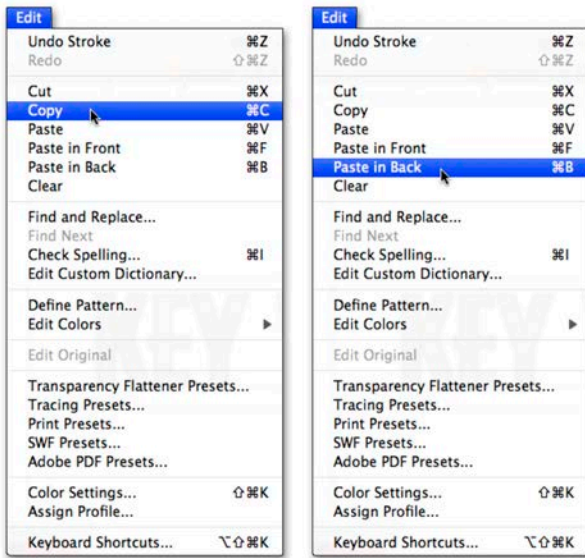 Edit
Undo Stroke ⌘Z
Redo ⇧⌘Z
Cut ⌘X
Copy ⌘C
Paste ⌘V
Paste in Front ⌘F
Paste in Back ⌘B
Clear
Find and Replace...
Find Next
Check Spelling... ⌘I
Edit Custom Dictionary...
Define Pattern...
Edit Colors ▶
Edit Original
Transparency Flattener Presets...
Tracing Presets...
Print Presets...
SWF Presets...
Adobe PDF Presets...
Color Settings... ⇧⌘K
Assign Profile...
Keyboard Shortcuts... ⌥⇧⌘K
Edit
Undo Stroke ⌘Z
Redo ⇧⌘Z
Cut ⌘X
Copy ⌘C
Paste ⌘V
Paste in Front ⌘F
Paste in Back ⌘B
Clear
Find and Replace...
Find Next
Check Spelling... ⌘I
Edit Custom Dictionary...
Define Pattern...
Edit Colors ▶
Edit Original
Transparency Flattener Presets...
Tracing Presets...
Print Presets...
SWF Presets...
Adobe PDF Presets...
Color Settings... ⇧⌘K
Assign Profile...
Keyboard Shortcuts... ⌥⇧⌘K